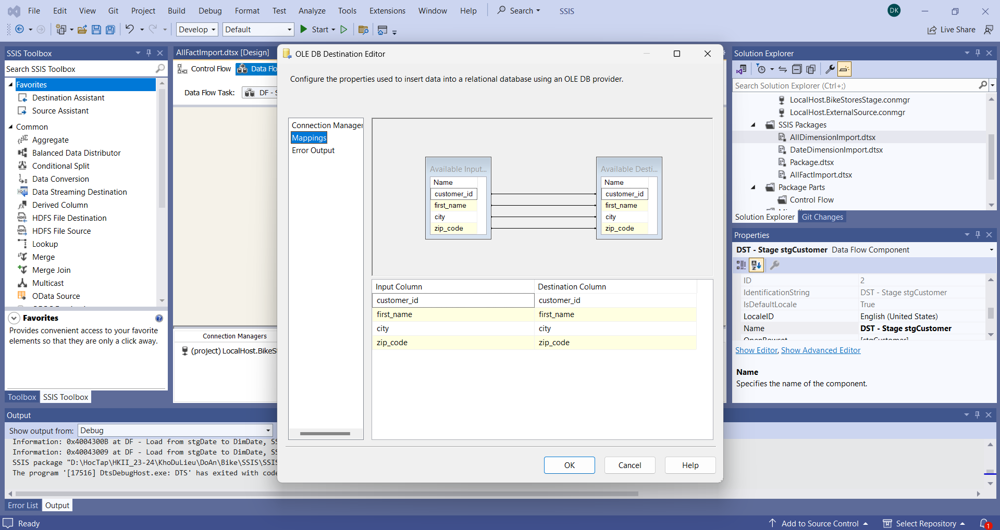 File Edit View Git Project Build Debug Format Test Analyze Tools Extensions Window Help Search SSIS DK
Develop Default Start Live Share
SSIS Toolbox
Search SSIS Toolbox
Favorites
Destination Assistant
Source Assistant
Common
Aggregate
Balanced Data Distributor
Conditional Split
Data Conversion
Data Streaming Destination
Derived Column
HDFS File Destination
HDFS File Source
Lookup
Merge
Merge Join
Multicast
OData Source
Favorites
Provides convenient access to your favorite
elements so that they are only a click away.
Toolbox SSIS Toolbox
AllFactImport.dtsx [Design]
Control Flow Data Flo
Data Flow Task: DF - S
Connection Managers
(project) LocalHost.BikeS
OLE DB Destination Editor
Configure the properties used to insert data into a relational database using an OLE DB provider.
Connection Manager
Mappings
Error Output
Available Input...
Name
customer_id
first_name
city
zip_code
Available Desti...
Name
customer_id
first_name
city
zip_code
Input Column Destination Column
customer_id customer_id
first_name first_name
city city
zip_code zip_code
OK Cancel Help
Solution Explorer
Search Solution Explorer (Ctrl+;)
LocalHost.BikeStoresStage.conmgr
LocalHost.ExternalSource.conmgr
SSIS Packages
AllDimensionImport.dtsx
DateDimensionImport.dtsx
Package.dtsx
AllFactImport.dtsx
Package Parts
Control Flow
Solution Explorer Git Changes
Properties
DST - Stage stgCustomer Data Flow Component
ID 2
IdentificationString DST - Stage stgCustomer
IsDefaultLocale True
LocaleID English (United States)
Name DST - Stage stgCustomer
OpenRowset [stgCustomer]
Show Editor, Show Advanced Editor
Name
Specifies the name of the component.
Output
Show output from: Debug
Information: 0x4004300B at DF - Load from stgDate to DimDate, SS
Information: 0x40043009 at DF - Load from stgDate to DimDate, SS
SSIS package "D:\HocTap\HKII_23-24\KhoDuLieu\DoAn\Bike\SSIS\SSIS
The program '[17516] DtsDebugHost.exe: DTS' has exited with code
Error List Output
Ready Add to Source Control Select Repository 1